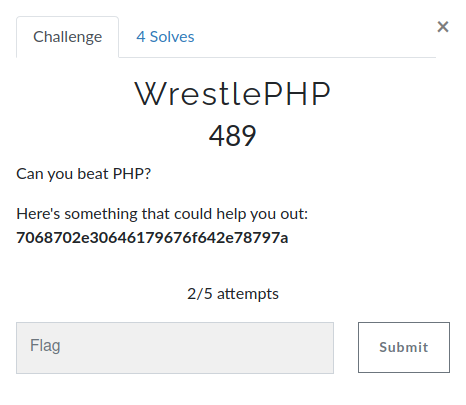 Challenge
4 Solves
×
WrestlePHP
489
Can you beat PHP?
Here's something that could help you out:
7068702e30646179676f642e78797a
2/5 attempts
Flag
Submit